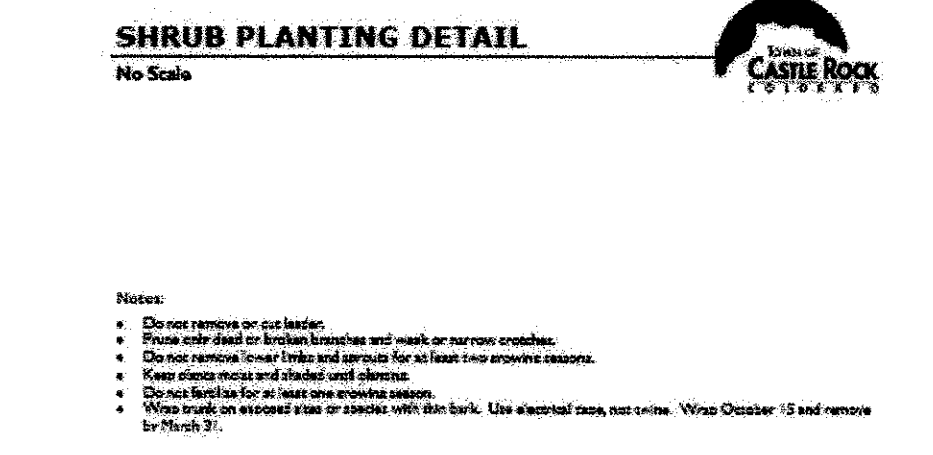 SHRUB PLANTING DETAIL
No Scale
TOWN OF
CASTLE ROCK
COLORADO
Notes:
• Do not remove or cut leader.
• Prune only dead or broken branches and weak or narrow crotches.
• Do not remove lower limbs and sprouts for at least two growing seasons.
• Keep plants moist and shaded until planting.
• Do not fertilize for at least one growing season.
• Wrap trunk on exposed sites or species with thin bark. Use electrical tape, not twine. Wrap October 15 and remove
by March 31.